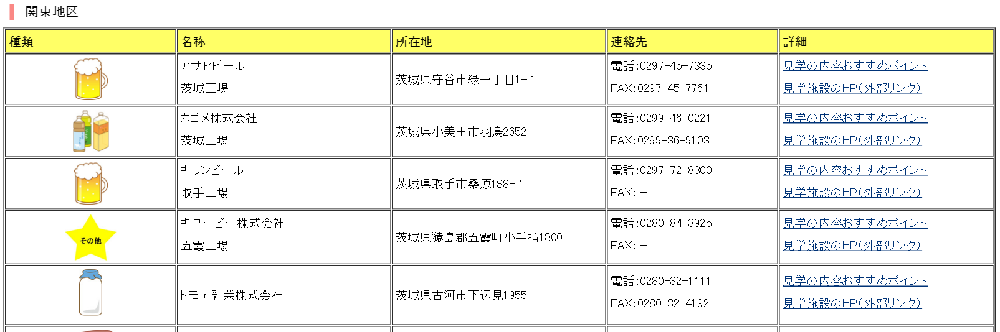 関東地区
種類 名称 所在地 連絡先 詳細
アサヒビール
茨城工場
茨城県守谷市緑一丁目1-1
電話:0297-45-7335
FAX:0297-45-7761
見学の内容おすすめポイント
見学施設のHP(外部リンク)
カゴメ株式会社
茨城工場
茨城県小美玉市羽鳥2652
電話:0299-46-0221
FAX:0299-36-9103
見学の内容おすすめポイント
見学施設のHP(外部リンク)
キリンビール
取手工場
茨城県取手市桑原188-1
電話:0297-72-8300
FAX:-
見学の内容おすすめポイント
見学施設のHP(外部リンク)
その他
キユーピー株式会社
五霞工場
茨城県猿島郡五霞町小手指1800
電話:0280-84-3925
FAX:-
見学の内容おすすめポイント
見学施設のHP(外部リンク)
トモヱ乳業株式会社
茨城県古河市下辺見1955
電話:0280-32-1111
FAX:0280-32-4192
見学の内容おすすめポイント
見学施設のHP(外部リンク)